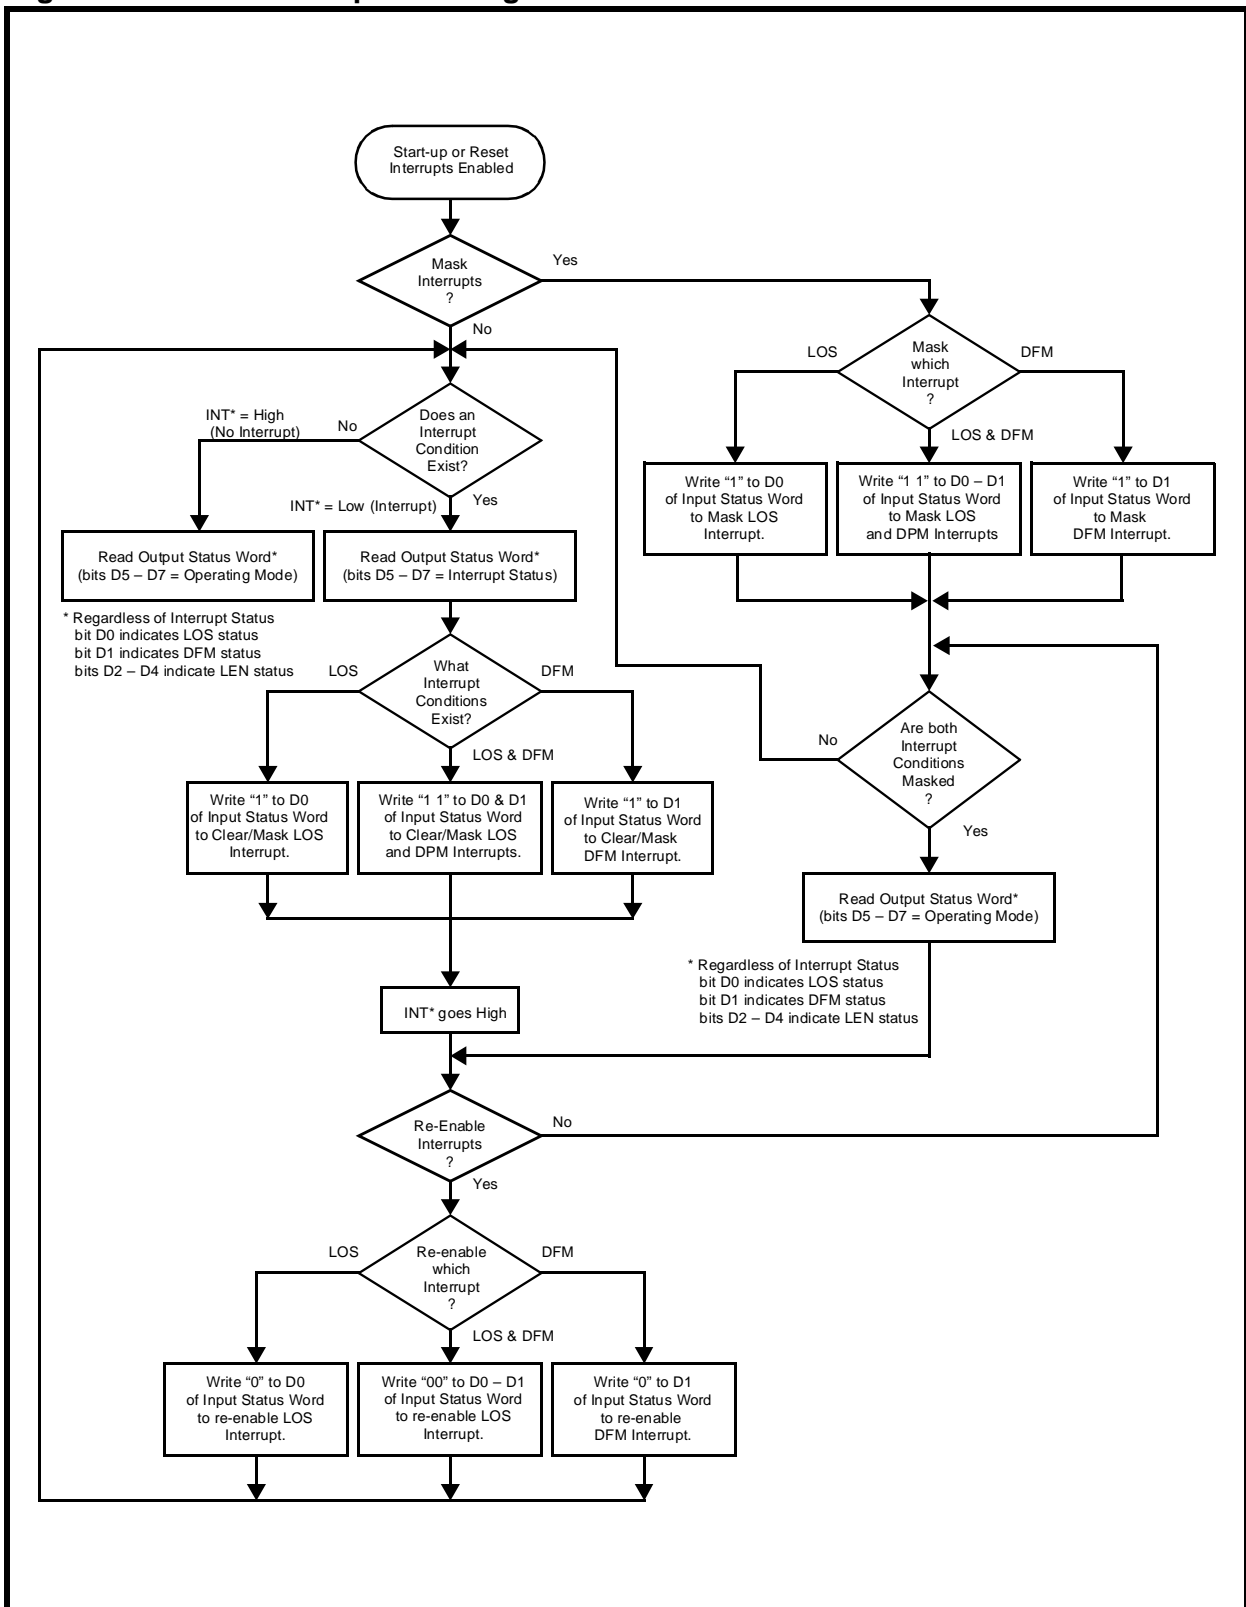 Start-up or Reset
Interrupts Enabled
Mask
Interrupts
?
Yes
No
Mask
which
Interrupt
?
LOS
DFM
LOS & DFM
Does an
Interrupt
Condition
Exist?
INT* = High
(No Interrupt)
No
INT* = Low (Interrupt)
Yes
Write “1” to D0
of Input Status Word
to Mask LOS
Interrupt.
Write “1 1” to D0 – D1
of Input Status Word
to Mask LOS
and DPM Interrupts
Write “1” to D1
of Input Status Word
to Mask
DFM Interrupt.
Read Output Status Word*
(bits D5 – D7 = Operating Mode)
Read Output Status Word*
(bits D5 – D7 = Interrupt Status)
* Regardless of Interrupt Status
bit D0 indicates LOS status
bit D1 indicates DFM status
bits D2 – D4 indicate LEN status
LOS
What
Interrupt
Conditions
Exist?
DFM
LOS & DFM
No
Are both
Interrupt
Conditions
Masked
?
Yes
Write “1” to D0
of Input Status Word
to Clear/Mask LOS
Interrupt.
Write “1 1” to D0 & D1
of Input Status Word
to Clear/Mask LOS
and DPM Interrupts.
Write “1” to D1
of Input Status Word
to Clear/Mask
DFM Interrupt.
Read Output Status Word*
(bits D5 – D7 = Operating Mode)
* Regardless of Interrupt Status
bit D0 indicates LOS status
bit D1 indicates DFM status
bits D2 – D4 indicate LEN status
INT* goes High
Re-Enable
Interrupts
?
No
Yes
LOS
Re-enable
which
Interrupt
?
DFM
LOS & DFM
Write “0” to D0
of Input Status Word
to re-enable LOS
Interrupt.
Write “00” to D0 – D1
of Input Status Word
to re-enable LOS
Interrupt.
Write “0” to D1
of Input Status Word
to re-enable
DFM Interrupt.